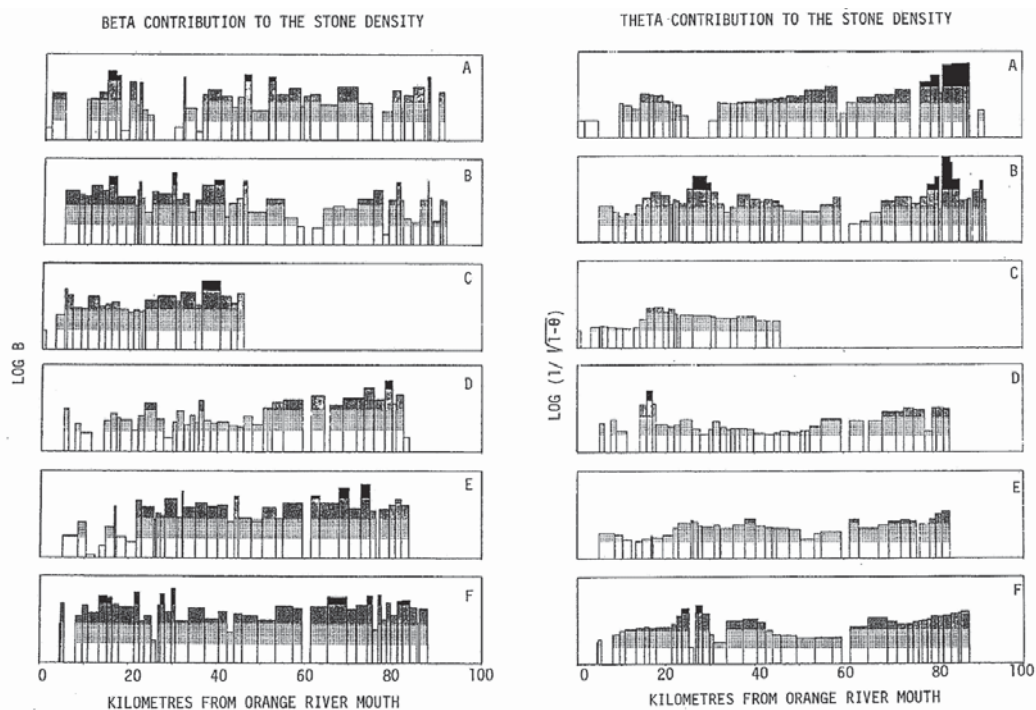 BETA CONTRIBUTION TO THE STONE DENSITY
A
B
C
D
E
F
LOG B
0 20 40 60 80 100
KILOMETRES FROM ORANGE RIVER MOUTH
THETA CONTRIBUTION TO THE STONE DENSITY
A
B
C
D
E
F
LOG (1/ √1-θ)
0 20 40 60 80 100
KILOMETRES FROM ORANGE RIVER MOUTH